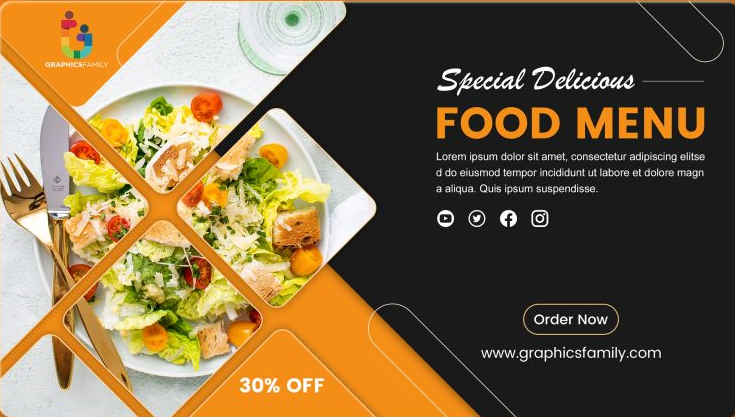 GRAPHICSFAMILY
Special Delicious
FOOD MENU
Lorem ipsum dolor sit amet, consectetur adipiscing elitse
d do eiusmod tempor incididunt ut labore et dolore magn
a aliqua. Quis ipsum suspendisse.
Order Now
www.graphicsfamily.com
30% OFF